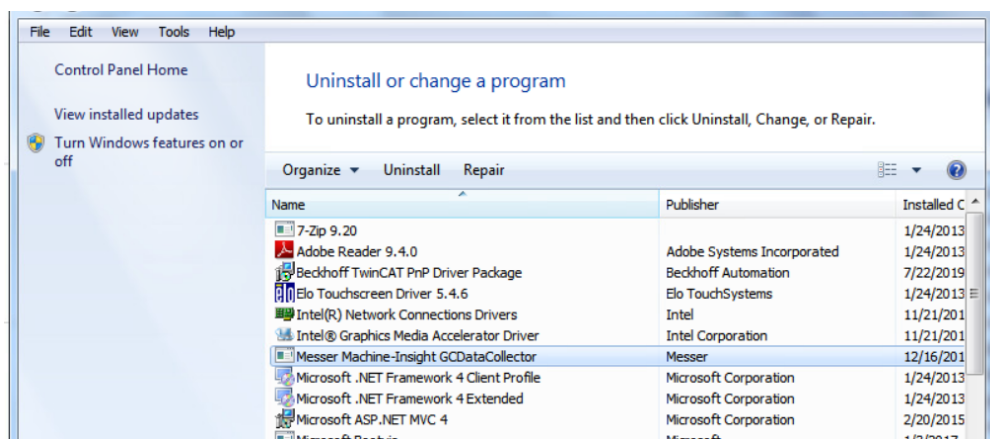 File Edit View Tools Help
Control Panel Home
View installed updates
Turn Windows features on or
off
Uninstall or change a program
To uninstall a program, select it from the list and then click Uninstall, Change, or Repair.
Organize Uninstall Repair
Name Publisher Installed
7-Zip 9.20 1/24/2013
Adobe Reader 9.4.0 Adobe Systems Incorporated 1/24/2013
Beckhoff TwinCAT PnP Driver Package Beckhoff Automation 7/22/2019
elo Elo Touchscreen Driver 5.4.6 Elo TouchSystems 1/24/2013
Intel(R) Network Connections Drivers Intel 11/21/201
Intel® Graphics Media Accelerator Driver Intel Corporation 11/21/201
Messer Machine-Insight GCDataCollector Messer 12/16/201
Microsoft .NET Framework 4 Client Profile Microsoft Corporation 1/24/2013
Microsoft .NET Framework 4 Extended Microsoft Corporation 1/24/2013
Microsoft ASP.NET MVC 4 Microsoft Corporation 2/20/2015